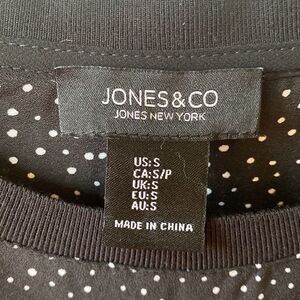 JONES&CO
JONES NEW YORK
US:S
CA:S/P
UK:S
EU:S
AU:S
MADE IN CHINA